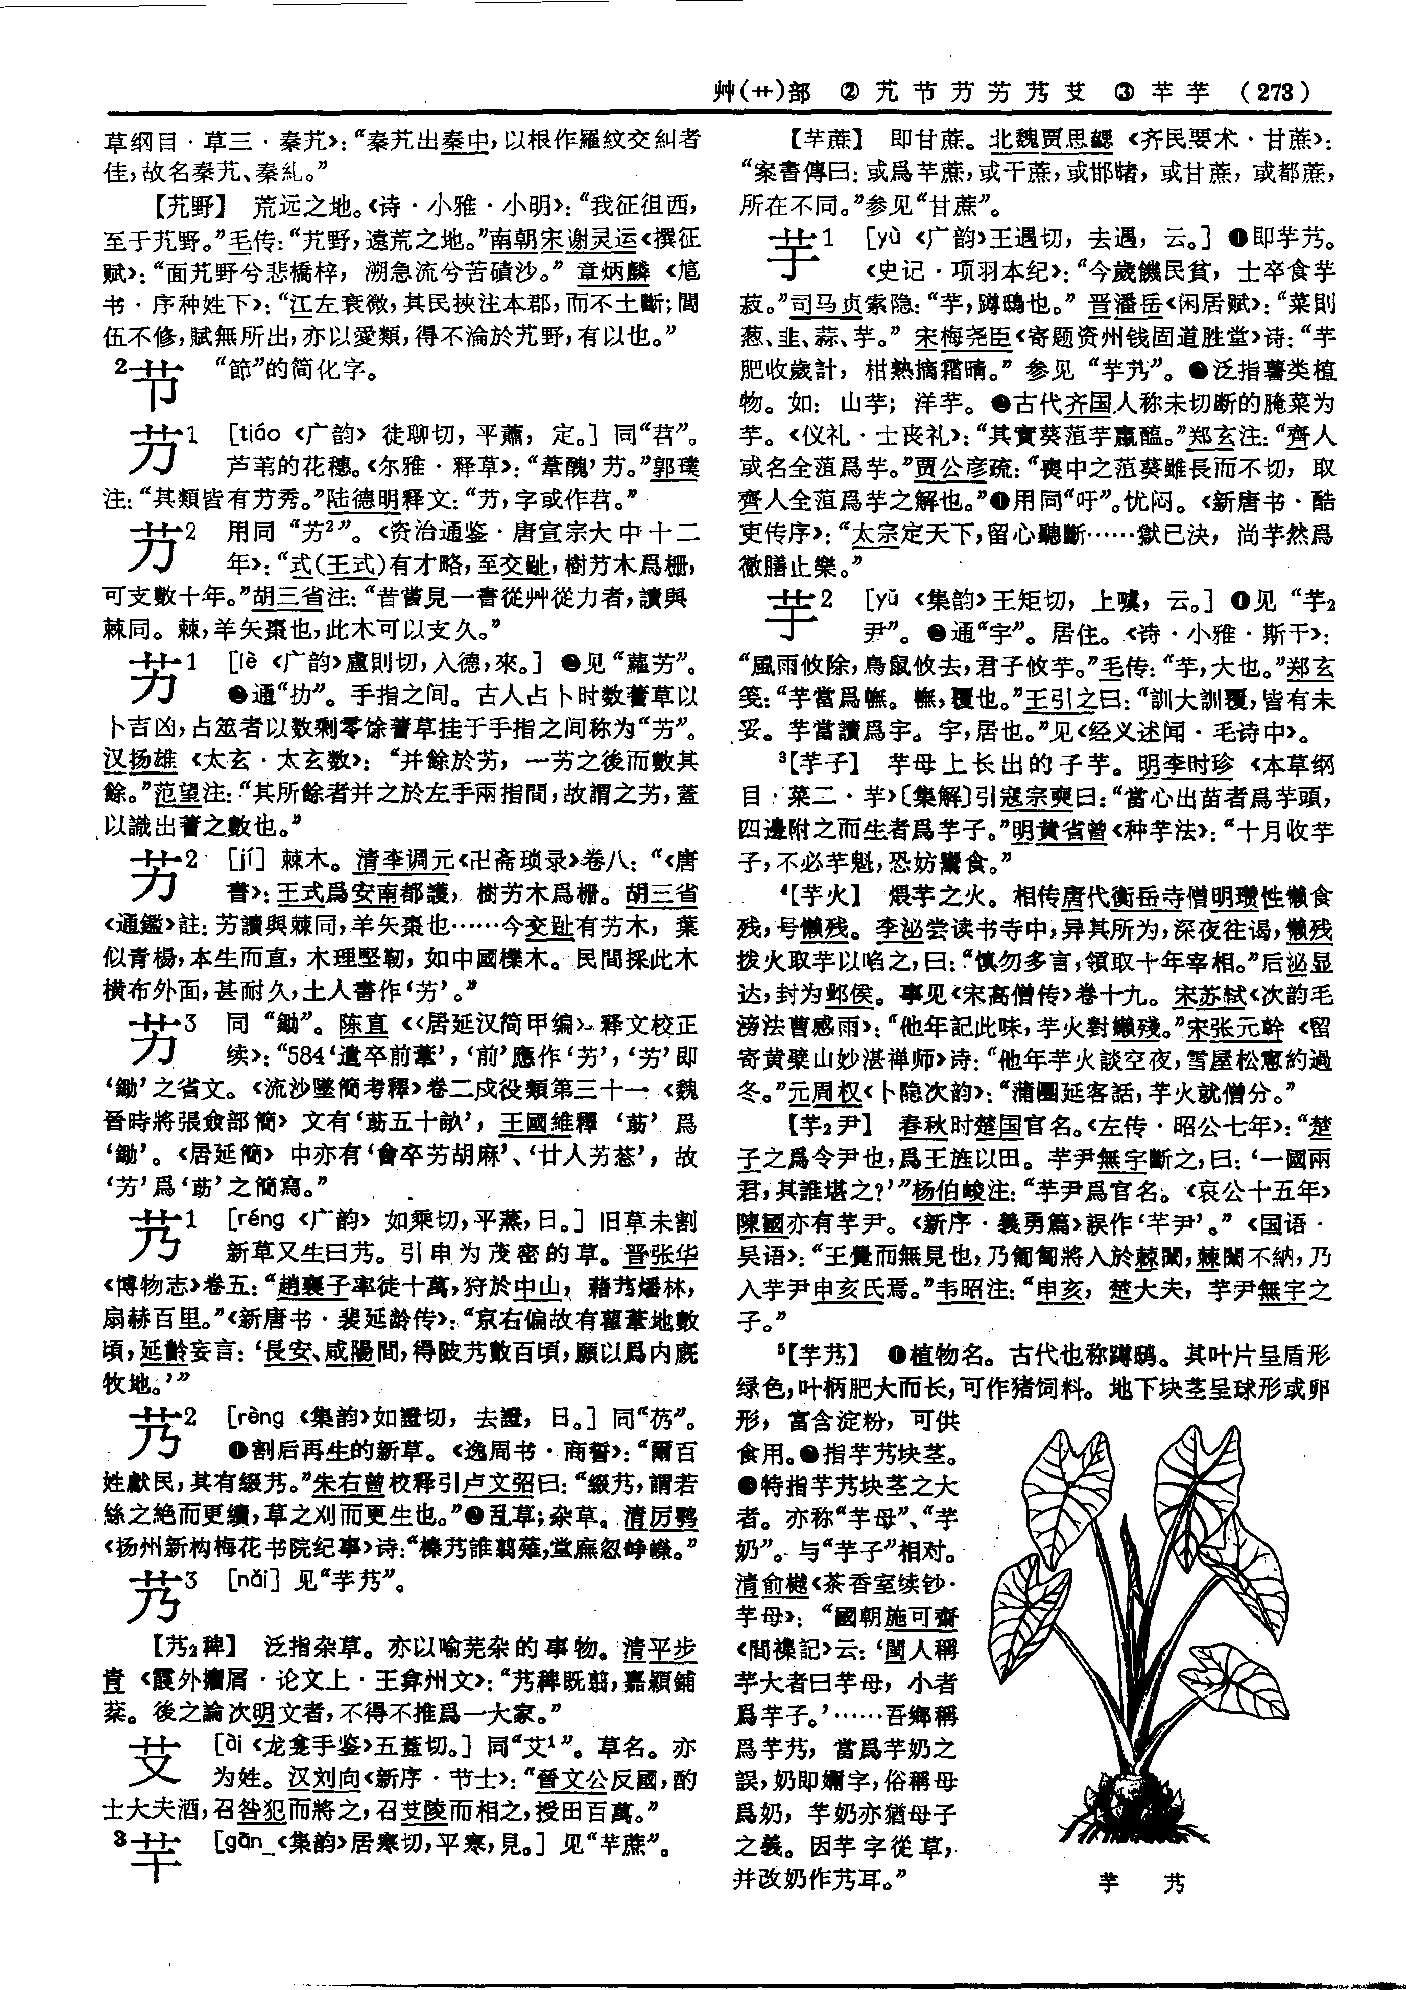 艸(艹)部 ②艽节艿芀艻艿艾 ③芉芋 (273)
草纲目·草三·秦艽》:“秦艽出秦中,以根作羅紋交糾者
佳,故名秦艽、秦糺。”
【艽野】 荒远之地。《诗·小雅·小明》:“我征徂西,
至于艽野。”毛传:“艽野,遠荒之地。”南朝宋谢灵运《撰征
赋》:“面艽野兮悲橋梓,溯急流兮苦磧沙。”章炳麟《訄
书·序种姓下》:“江左衰微,其民挾注本郡,而不土斷;閭
伍不修,賦無所出,亦以愛類,得不淪於艽野,有以也。”
2节 “節”的简化字。
芀1 [tiáo《广韵》徒聊切,平蕭,定。]同“苕”。
芦苇的花穗。《尔雅·释草》:“葦醜,芀。”郭璞
注:“其類皆有芀秀。”陆德明释文:“芀,字或作苕。”
芀2 用同“艻2”。《资治通鉴·唐宣宗大中十二
年》:“式(王式)有才略,至交趾,樹芀木爲柵,
可支數十年。”胡三省注:“昔嘗見一書從艸從力者,讀與
棘同。棘,羊矢棗也,此木可以支久。”
艻1 [lè《广韵》盧則切,入德,來。]❶见“蘿艻”。
❷通“扐”。手指之间。古人占卜时数蓍草以
卜吉凶,占筮者以数剩零馀蓍草挂于手指之间称为“艻”。
汉扬雄《太玄·太玄数》:“并餘於艻,一艻之後而數其
餘。”范望注:“其所餘者并之於左手兩指間,故謂之艻,蓋
以識出蓍之數也。”
艻2 [jí]棘木。清李调元《卍斋琐录》卷八:“《唐
書》:王式爲安南都護,樹艻木爲柵。胡三省
《通鑑》註:艻讀與棘同,羊矢棗也……今交趾有艻木,葉
似青楊,本生而直,木理堅韌,如中國櫟木。民間採此木
横布外面,甚耐久,土人書作‘艻’。”
艻3 同“鋤”。陈直《〈居延汉简甲编〉释文校正
续》:“584‘遣卒前葦’,‘前’應作‘艻’,‘艻’即
‘鋤’之省文。《流沙墜簡考釋》卷二戍役類第三十一《魏
晉時將張僉部簡》文有‘莇五十畝’,王國維釋‘莇’爲
‘鋤’。《居延簡》中亦有‘會卒艻胡麻’、‘廿人艻葱’,故
‘艻’爲‘莇’之簡寫。”
艿1 [réng《广韵》如乘切,平蒸,日。]旧草未割
新草又生曰艿。引申为茂密的草。晋张华
《博物志》卷五:“趙襄子率徒十萬,狩於中山,藉艿燔林,
扇赫百里。”《新唐书·裴延龄传》:“京右偏故有雚葦地數
頃,延齡妄言:‘長安、咸陽間,得陂艿數百頃,願以爲内廄
牧地。’”
艿2 [rèng《集韵》如證切,去證,日。]同“芿”。
❶割后再生的新草。《逸周书·商誓》:“爾百
姓獻民,其有綴艿。”朱右曾校释引卢文弨曰:“綴艿,謂若
絲之絶而更續,草之刈而更生也。”❷乱草;杂草。清厉鹗
《扬州新构梅花书院纪事》诗:“榛艿誰翦薙,堂廡忽崢嶸。”
艿3 [nǎi]见“芋艿”。
【艿2稗】 泛指杂草。亦以喻芜杂的事物。清平步
青《霞外攟屑·论文上·王弇州文》:“艿稗既翦,嘉穎鋪
棻。後之論次明文者,不得不推爲一大家。”
艾 [ài《龙龛手鉴》五蓋切。]同“艾1”。草名。亦
为姓。汉刘向《新序·节士》:“晉文公反國,酌
士大夫酒,召咎犯而將之,召艾陵而相之,授田百萬。”
3芉 [gān《集韵》居寒切,平寒,見。]见“芉蔗”。
【芉蔗】 即甘蔗。北魏贾思勰《齐民要术·甘蔗》:
“案書傳曰:或爲芉蔗,或干蔗,或邯䃴,或甘蔗,或都蔗,
所在不同。”参见“甘蔗”。
芋1 [yù《广韵》王遇切,去遇,云。]❶即芋艿。
《史记·项羽本纪》:“今歲饑民貧,士卒食芋
菽。”司马贞索隐:“芋,蹲鴟也。”晋潘岳《闲居赋》:“菜則
葱、韭、蒜、芋。”宋梅尧臣《寄题资州钱固道胜堂》诗:“芋
肥收歲計,柑熟摘霜晴。”参见“芋艿”。❷泛指薯类植
物。如:山芋;洋芋。❸古代齐国人称未切断的腌菜为
芋。《仪礼·士丧礼》:“其實葵菹芋蠃醢。”郑玄注:“齊人
或名全菹爲芋。”贾公彦疏:“喪中之菹葵雖長而不切,取
齊人全菹爲芋之解也。”❹用同“吁”。忧闷。《新唐书·酷
吏传序》:“太宗定天下,留心聽斷……獄已決,尚芋然爲
徹膳止樂。”
芋2 [yǔ《集韵》王矩切,上噳,云。]❶见“芋2
尹”。❷通“宇”。居住。《诗·小雅·斯干》:
“風雨攸除,鳥鼠攸去,君子攸芋。”毛传:“芋,大也。”郑玄
笺:“芋當爲幠。幠,覆也。”王引之曰:“訓大訓覆,皆有未
妥。芋當讀爲宇。宇,居也。”见《经义述闻·毛诗中》。
3【芋子】 芋母上长出的子芋。明李时珍《本草纲
目·菜二·芋》〔集解〕引寇宗奭曰:“當心出苗者爲芋頭,
四邊附之而生者爲芋子。”明黄省曾《种芋法》:“十月收芋
子,不必芋魁,恐妨鬻食。”
4【芋火】 煨芋之火。相传唐代衡岳寺僧明瓒性懒食
残,号懒残。李泌尝读书寺中,异其所为,深夜往谒,懒残
拨火取芋以啗之,曰:“慎勿多言,領取十年宰相。”后泌显
达,封为邺侯。事见《宋高僧传》卷十九。宋苏轼《次韵毛
滂法曹感雨》:“他年記此味,芋火對懶殘。”宋张元幹《留
寄黄檗山妙湛禅师》诗:“他年芋火談空夜,雪屋松窻約過
冬。”元周权《卜隐次韵》:“蒲團延客話,芋火就僧分。”
【芋2尹】 春秋时楚国官名。《左传·昭公七年》:“楚
子之爲令尹也,爲王旌以田。芋尹無宇斷之,曰:‘一國兩
君,其誰堪之?’”杨伯峻注:“芋尹爲官名。《哀公十五年》
陳國亦有芋尹。《新序·義勇篇》誤作‘芉尹’。”《国语·
吴语》:“王覺而無見也,乃匍匐將入於棘闈,棘闈不納,乃
入芋尹申亥氏焉。”韦昭注:“申亥,楚大夫,芋尹無宇之
子。”
5【芋艿】 ❶植物名。古代也称蹲鸱。其叶片呈盾形
绿色,叶柄肥大而长,可作猪饲料。地下块茎呈球形或卵
形,富含淀粉,可供
食用。❷指芋艿块茎。
❸特指芋艿块茎之大
者。亦称“芋母”、“芋
奶”。与“芋子”相对。
清俞樾《茶香室续钞·
芋母》:“國朝施可齋
《閩襍記》云:‘閩人稱
芋大者曰芋母,小者
爲芋子。’……吾鄉稱
爲芋艿,當爲芋奶之
誤,奶即嬭字,俗稱母
爲奶,芋奶亦猶母子
之義。因芋字從草,
并改奶作艿耳。”
芋 艿